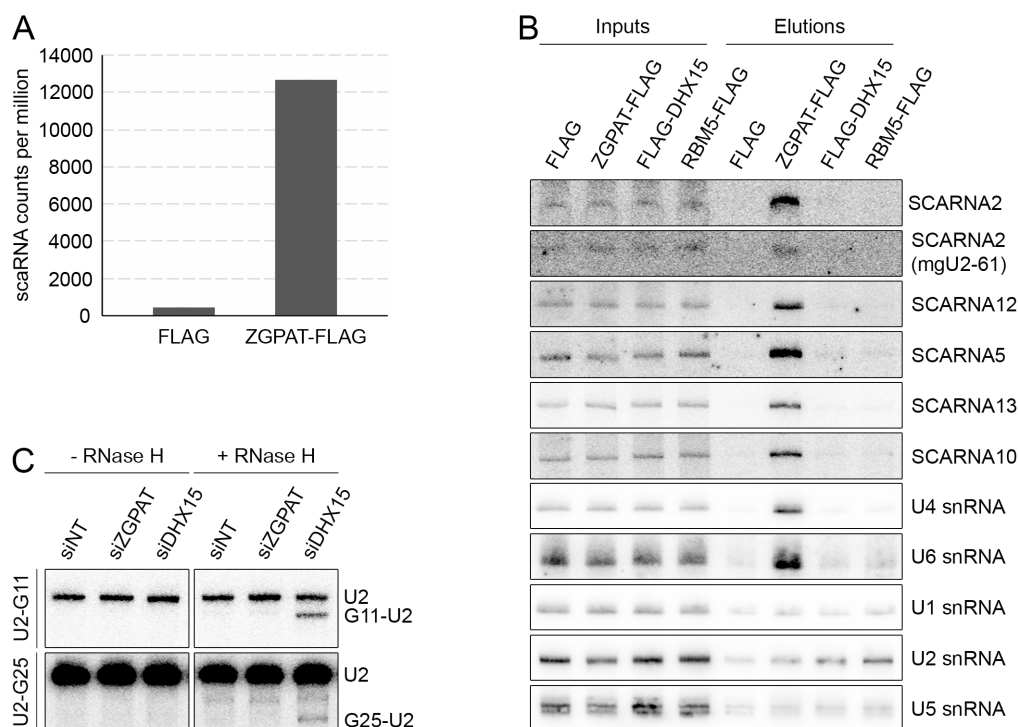 A
scaRNA counts per million
14000
12000
10000
8000
6000
4000
2000
0
FLAG
ZGPAT-FLAG
B
Inputs
Elutions
FLAG
ZGPAT-FLAG
FLAG-DHX15
RBM5-FLAG
FLAG
ZGPAT-FLAG
FLAG-DHX15
RBM5-FLAG
SCARNA2
SCARNA2
(mgU2-61)
SCARNA12
SCARNA5
SCARNA13
SCARNA10
U4 snRNA
U6 snRNA
U1 snRNA
U2 snRNA
U5 snRNA
C
- RNase H
+ RNase H
siNT
siZGPAT
siDHX15
siNT
siZGPAT
siDHX15
U2-G11
U2
G11-U2
U2-G25
U2
G25-U2